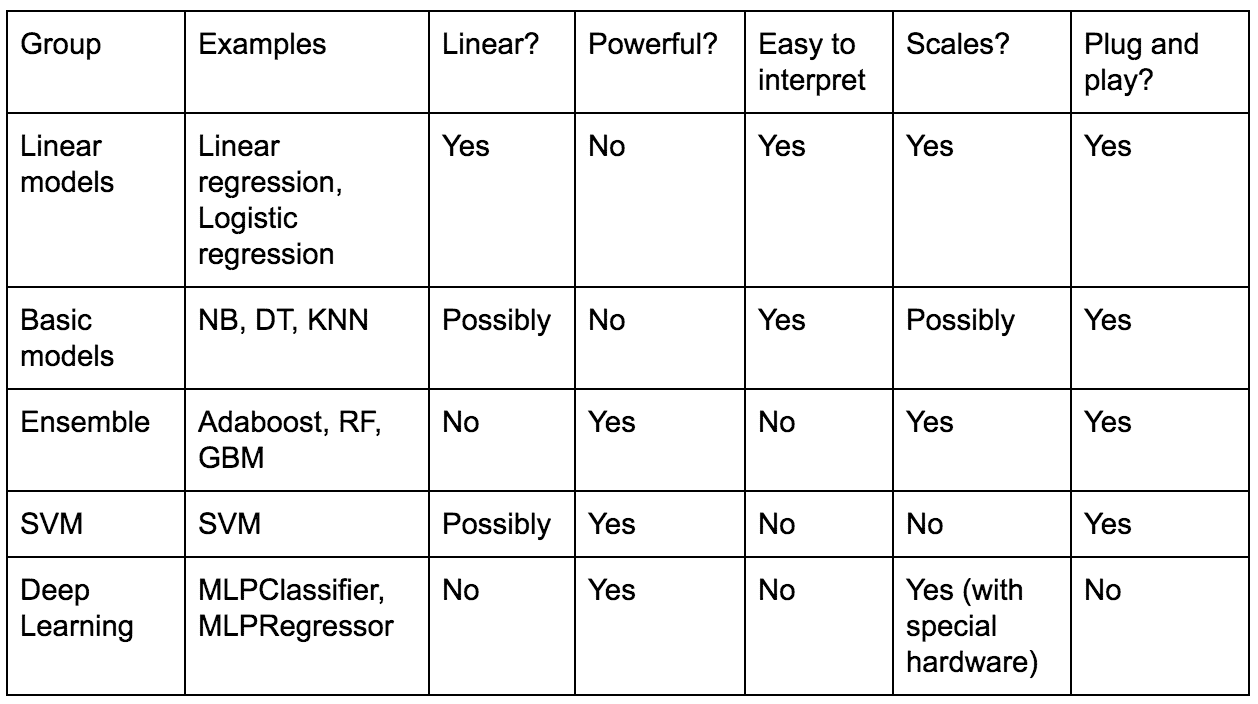 Group Examples Linear? Powerful? Easy to interpret Scales? Plug and play?
Linear models Linear regression, Logistic regression Yes No Yes Yes Yes
Basic models NB, DT, KNN Possibly No Yes Possibly Yes
Ensemble Adaboost, RF, GBM No Yes No Yes Yes
SVM SVM Possibly Yes No No Yes
Deep Learning MLPClassifier, MLPRegressor No Yes No Yes (with special hardware) No